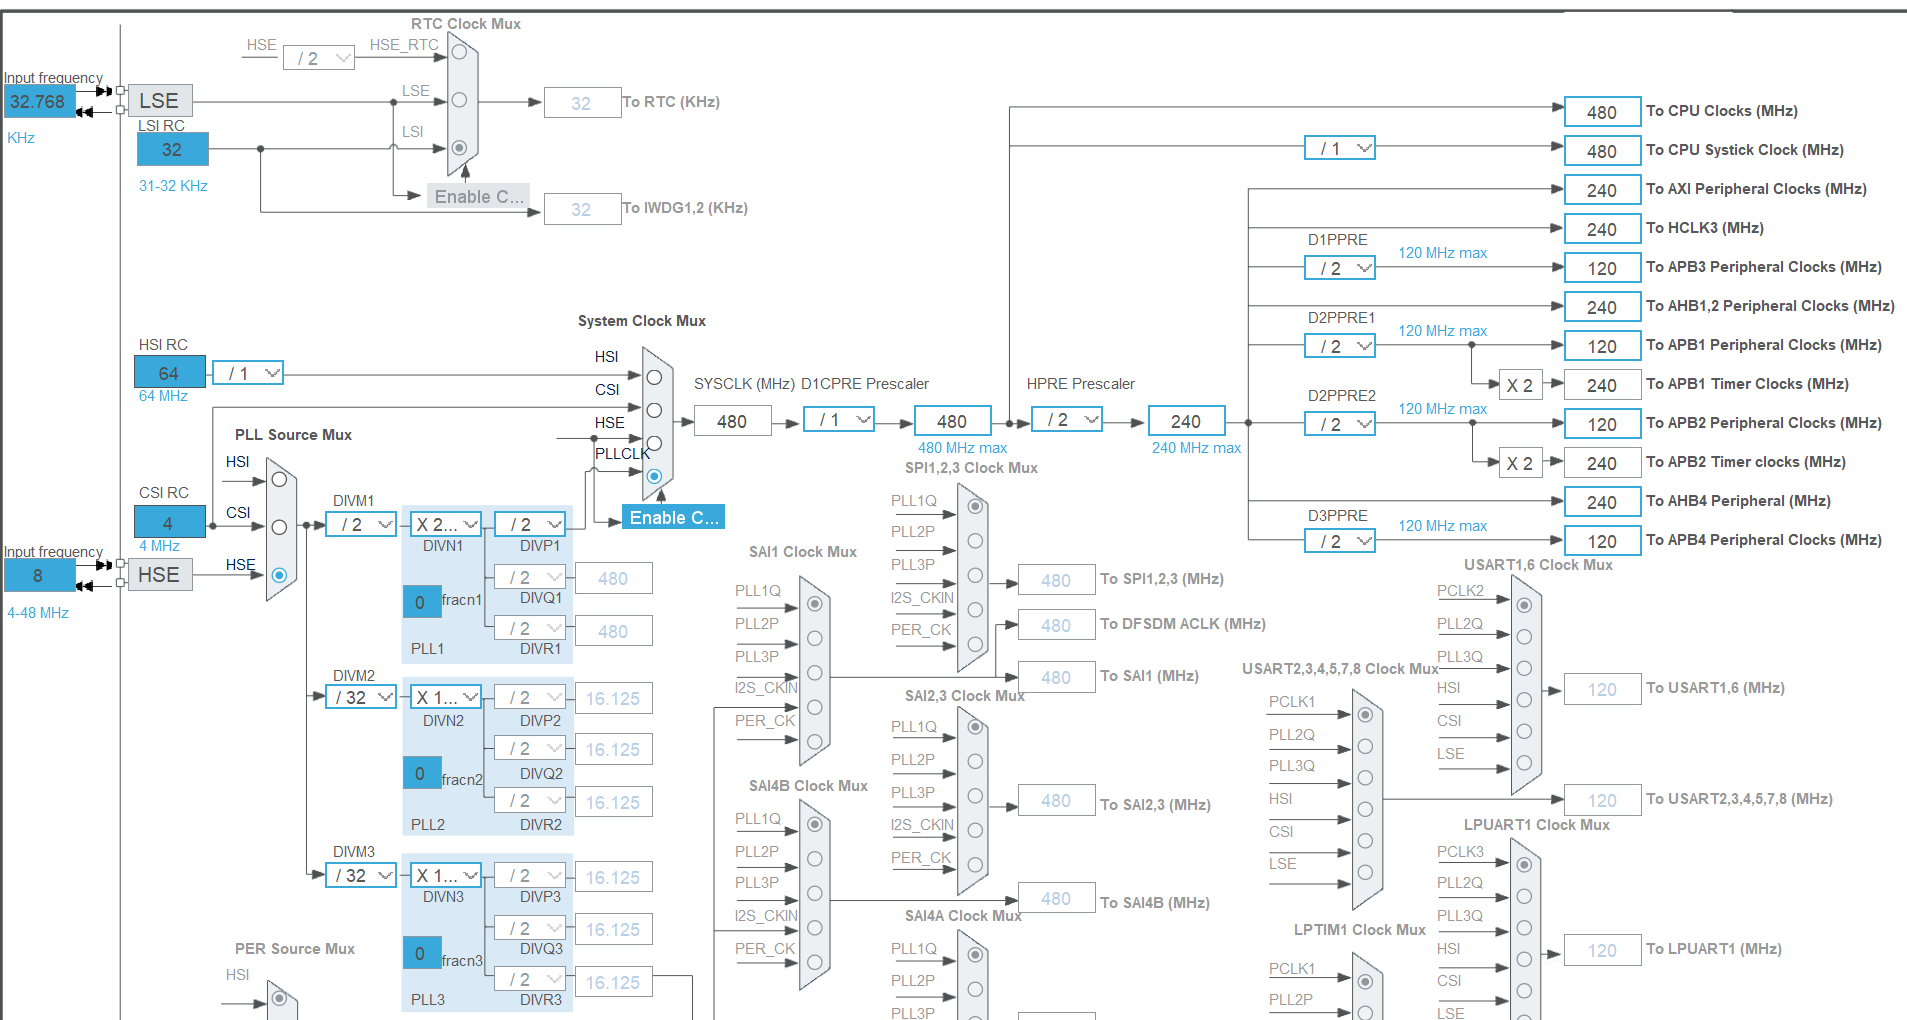 RTC Clock Mux
HSE
/ 2
HSE_RTC
Input frequency
32.768
LSE
LSE
32
To RTC (KHz)
KHz
LSI RC
32
LSI
31-32 KHz
Enable C...
32
To IWDG1,2 (KHz)
480
To CPU Clocks (MHz)
/ 1
480
To CPU Systick Clock (MHz)
240
To AXI Peripheral Clocks (MHz)
240
To HCLK3 (MHz)
D1PPRE
/ 2
120 MHz max
120
To APB3 Peripheral Clocks (MHz)
240
To AHB1,2 Peripheral Clocks (MHz)
D2PPRE1
/ 2
120 MHz max
120
To APB1 Peripheral Clocks (MHz)
X 2
240
To APB1 Timer Clocks (MHz)
D2PPRE2
/ 2
120 MHz max
120
To APB2 Peripheral Clocks (MHz)
X 2
240
To APB2 Timer clocks (MHz)
240
To AHB4 Peripheral (MHz)
D3PPRE
/ 2
120 MHz max
120
To APB4 Peripheral Clocks (MHz)
System Clock Mux
HSI RC
64
/ 1
64 MHz
HSI
CSI
HSE
PLLCLK
SYSCLK (MHz)
480
D1CPRE Prescaler
/ 1
480
480 MHz max
HPRE Prescaler
/ 2
240
240 MHz max
Enable C...
PLL Source Mux
HSI
CSI RC
4
4 MHz
CSI
Input frequency
8
HSE
HSE
4-48 MHz
DIVM1
/ 2
X 2...
DIVN1
/ 2
DIVP1
/ 2
480
DIVQ1
0
fracn1
/ 2
480
PLL1
DIVR1
DIVM2
/ 32
X 1...
DIVN2
/ 2
16.125
DIVP2
/ 2
16.125
DIVQ2
0
fracn2
/ 2
16.125
PLL2
DIVR2
DIVM3
/ 32
X 1...
DIVN3
/ 2
16.125
DIVP3
/ 2
16.125
DIVQ3
0
fracn3
/ 2
16.125
PLL3
DIVR3
PER Source Mux
HSI
SPI1,2,3 Clock Mux
PLL1Q
PLL2P
PLL3P
I2S_CKIN
PER_CK
480
To SPI1,2,3 (MHz)
SAI1 Clock Mux
PLL1Q
PLL2P
PLL3P
I2S_CKIN
PER_CK
480
To DFSDM ACLK (MHz)
480
To SAI1 (MHz)
SAI2,3 Clock Mux
PLL1Q
PLL2P
PLL3P
I2S_CKIN
PER_CK
480
To SAI2,3 (MHz)
SAI4B Clock Mux
PLL1Q
PLL2P
PLL3P
I2S_CKIN
PER_CK
480
To SAI4B (MHz)
SAI4A Clock Mux
PLL1Q
PLL2P
PLL3P
USART1,6 Clock Mux
PCLK2
PLL2Q
PLL3Q
HSI
CSI
LSE
120
To USART1,6 (MHz)
USART2,3,4,5,7,8 Clock Mux
PCLK1
PLL2Q
PLL3Q
HSI
CSI
LSE
120
To USART2,3,4,5,7,8 (MHz)
LPUART1 Clock Mux
PCLK3
PLL2Q
PLL3Q
HSI
CSI
LSE
120
To LPUART1 (MHz)
LPTIM1 Clock Mux
PCLK1
PLL2P